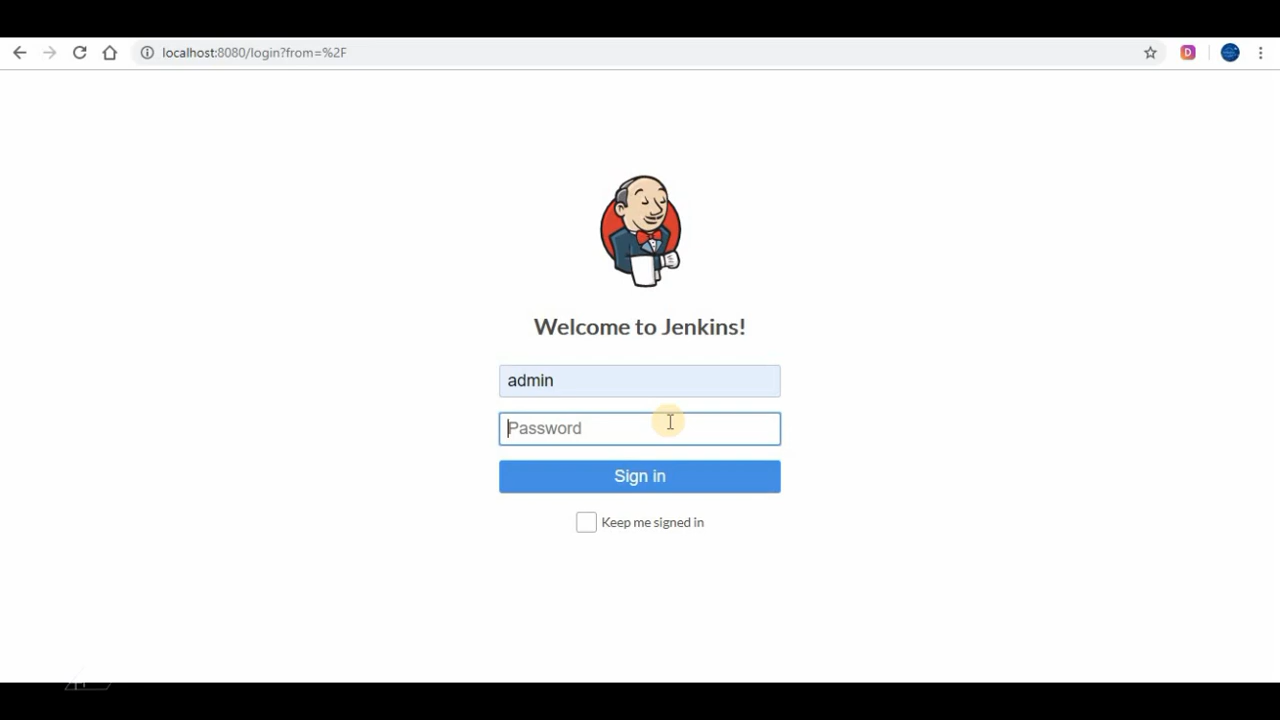 localhost:8080/login?from=%2F
D
Welcome to Jenkins!
admin
Password
Sign in
Keep me signed in